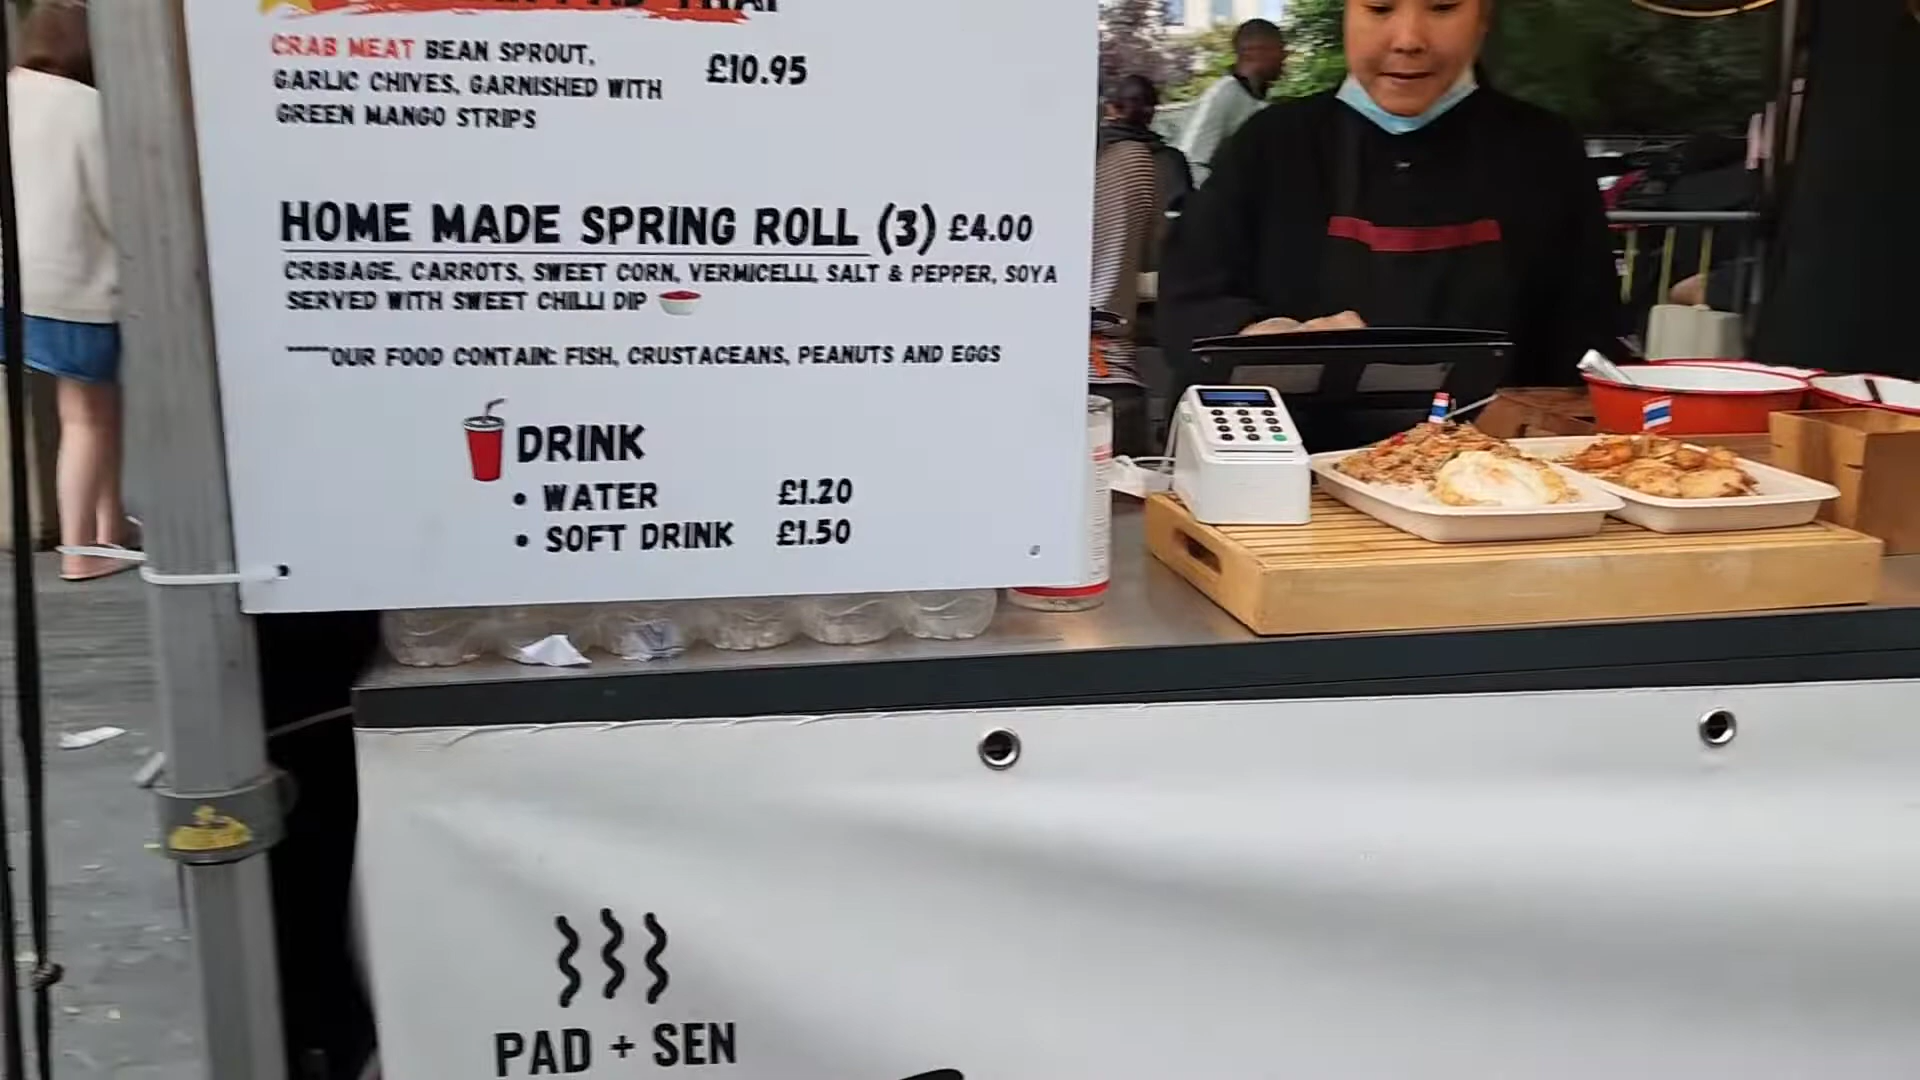 PAD THAI
CRAB MEAT BEAN SPROUT,
GARLIC CHIVES, GARNISHED WITH
GREEN MANGO STRIPS
£10.95
HOME MADE SPRING ROLL (3) £4.00
CRBBAGE, CARROTS, SWEET CORN, VERMICELLI, SALT & PEPPER, SOYA
SERVED WITH SWEET CHILLI DIP
****OUR FOOD CONTAIN: FISH, CRUSTACEANS, PEANUTS AND EGGS
DRINK
• WATER £1.20
• SOFT DRINK £1.50
PAD + SEN